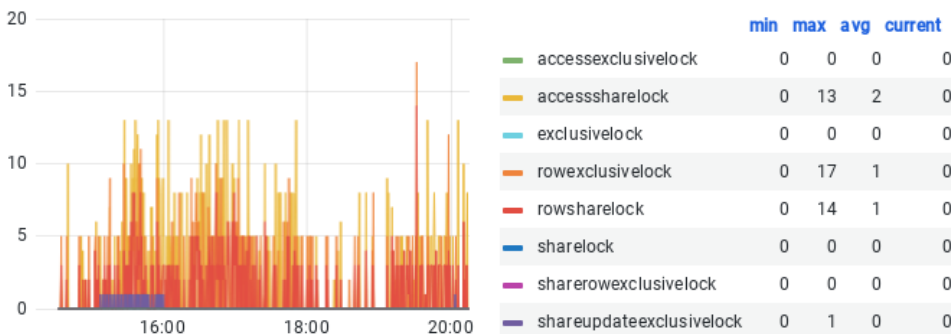 20
15
10
5
0
16:00 18:00 20:00
min max avg current
accessexclusivelock 0 0 0 0
accesssharelock 0 13 2 0
exclusivelock 0 0 0 0
rowexclusivelock 0 17 1 0
rowsharelock 0 14 1 0
sharelock 0 0 0 0
sharerowexclusivelock 0 0 0 0
shareupdateexclusivelock 0 1 0 0